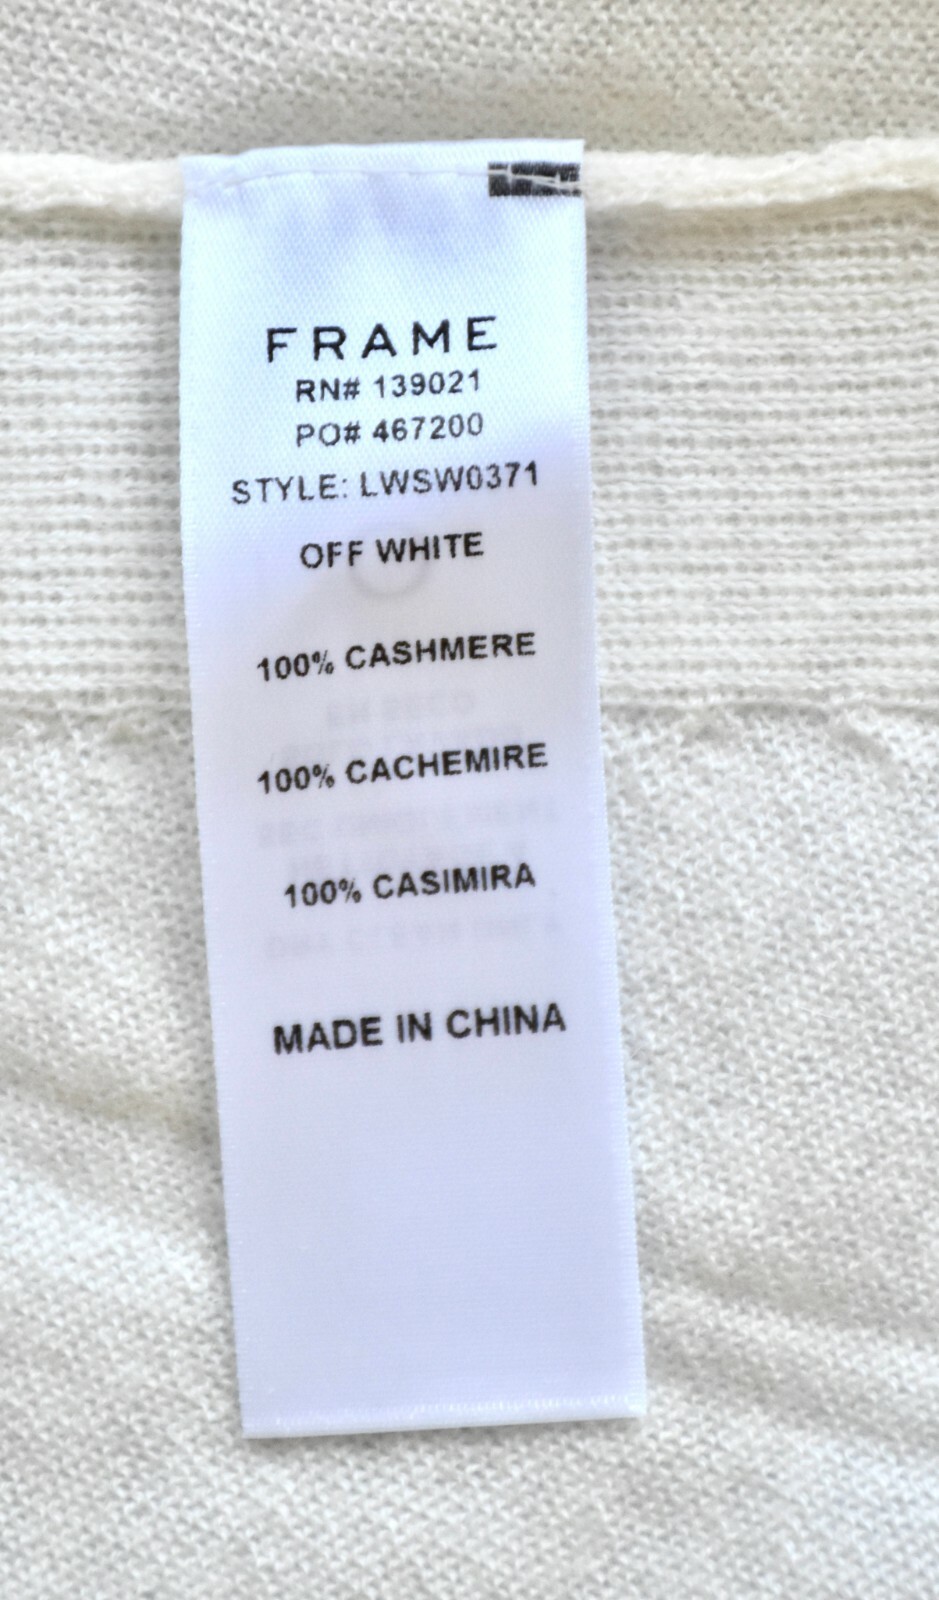 FRAME
RN# 139021
PO# 467200
STYLE: LWSW0371
OFF WHITE
100% CASHMERE
100% CACHEMIRE
100% CASIMIRA
MADE IN CHINA